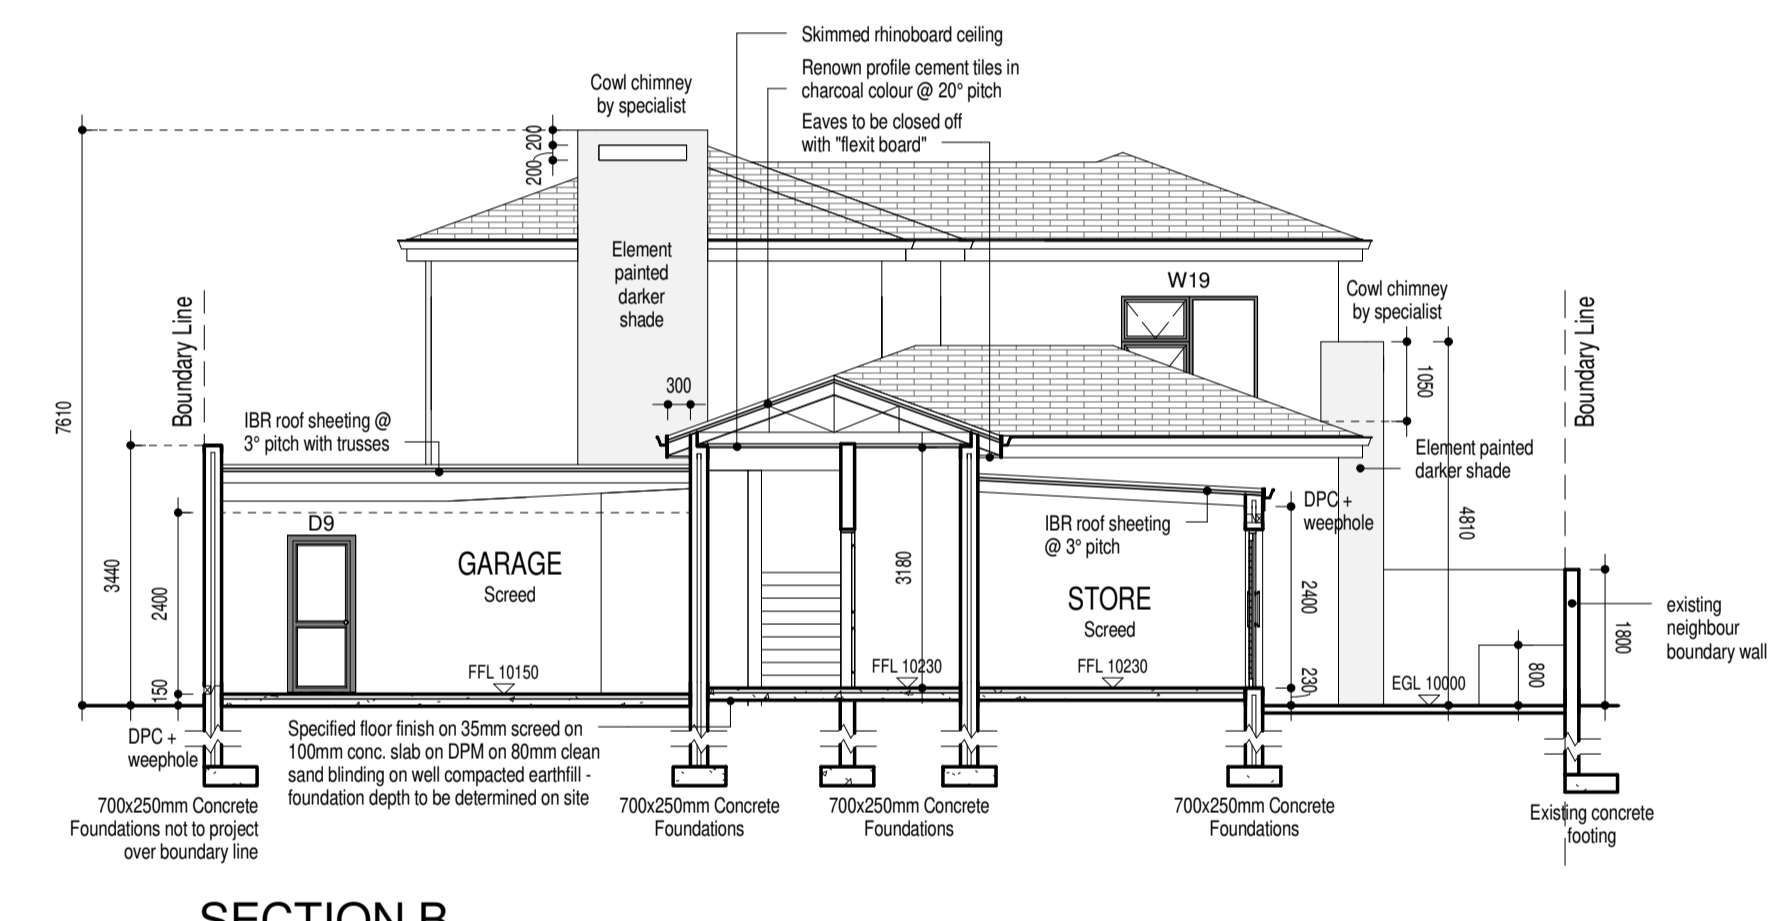 Skimmed rhinoboard ceiling
Renown profile cement tiles in
charcoal colour @ 20° pitch
Eaves to be closed off
with "flexit board"
Cowl chimney
by specialist
200
200
Element
painted
darker
shade
W19
Cowl chimney
by specialist
Boundary Line
Boundary Line
7610
300
1050
IBR roof sheeting @
3° pitch with trusses
Element painted
darker shade
DPC +
weephole
IBR roof sheeting
@ 3° pitch
4810
D9
GARAGE
Screed
3440
2400
3180
STORE
Screed
2400
existing
neighbour
boundary wall
1800
800
FFL 10150
FFL 10230
FFL 10230
230
EGL 10000
150
DPC +
weephole
Specified floor finish on 35mm screed on
100mm conc. slab on DPM on 80mm clean
sand blinding on well compacted earthfill -
foundation depth to be determined on site
700x250mm Concrete
Foundations not to project
over boundary line
700x250mm Concrete
Foundations
700x250mm Concrete
Foundations
700x250mm Concrete
Foundations
Existing concrete
footing
SECTION B